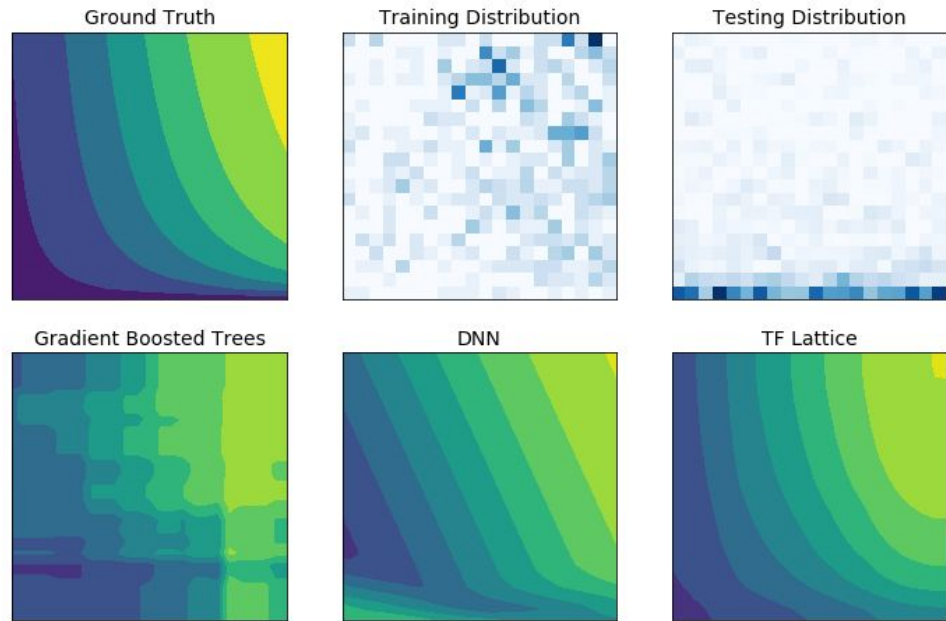 Ground Truth
Training Distribution
Testing Distribution
Gradient Boosted Trees
DNN
TF Lattice